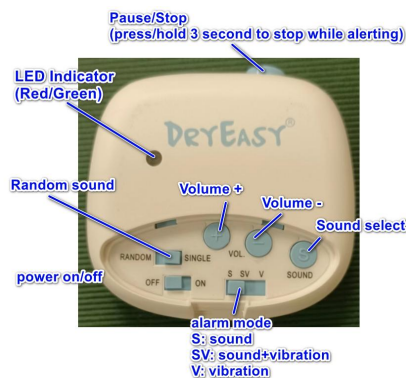 Pause/Stop
(press/hold 3 second to stop while alerting)
LED Indicator
(Red/Green)
DRYEASY®
Random sound
Volume +
Volume -
Sound select
+
−
S
RANDOM SINGLE
VOL.
SOUND
power on/off
OFF ON
S SV V
alarm mode
S: sound
SV: sound+vibration
V: vibration